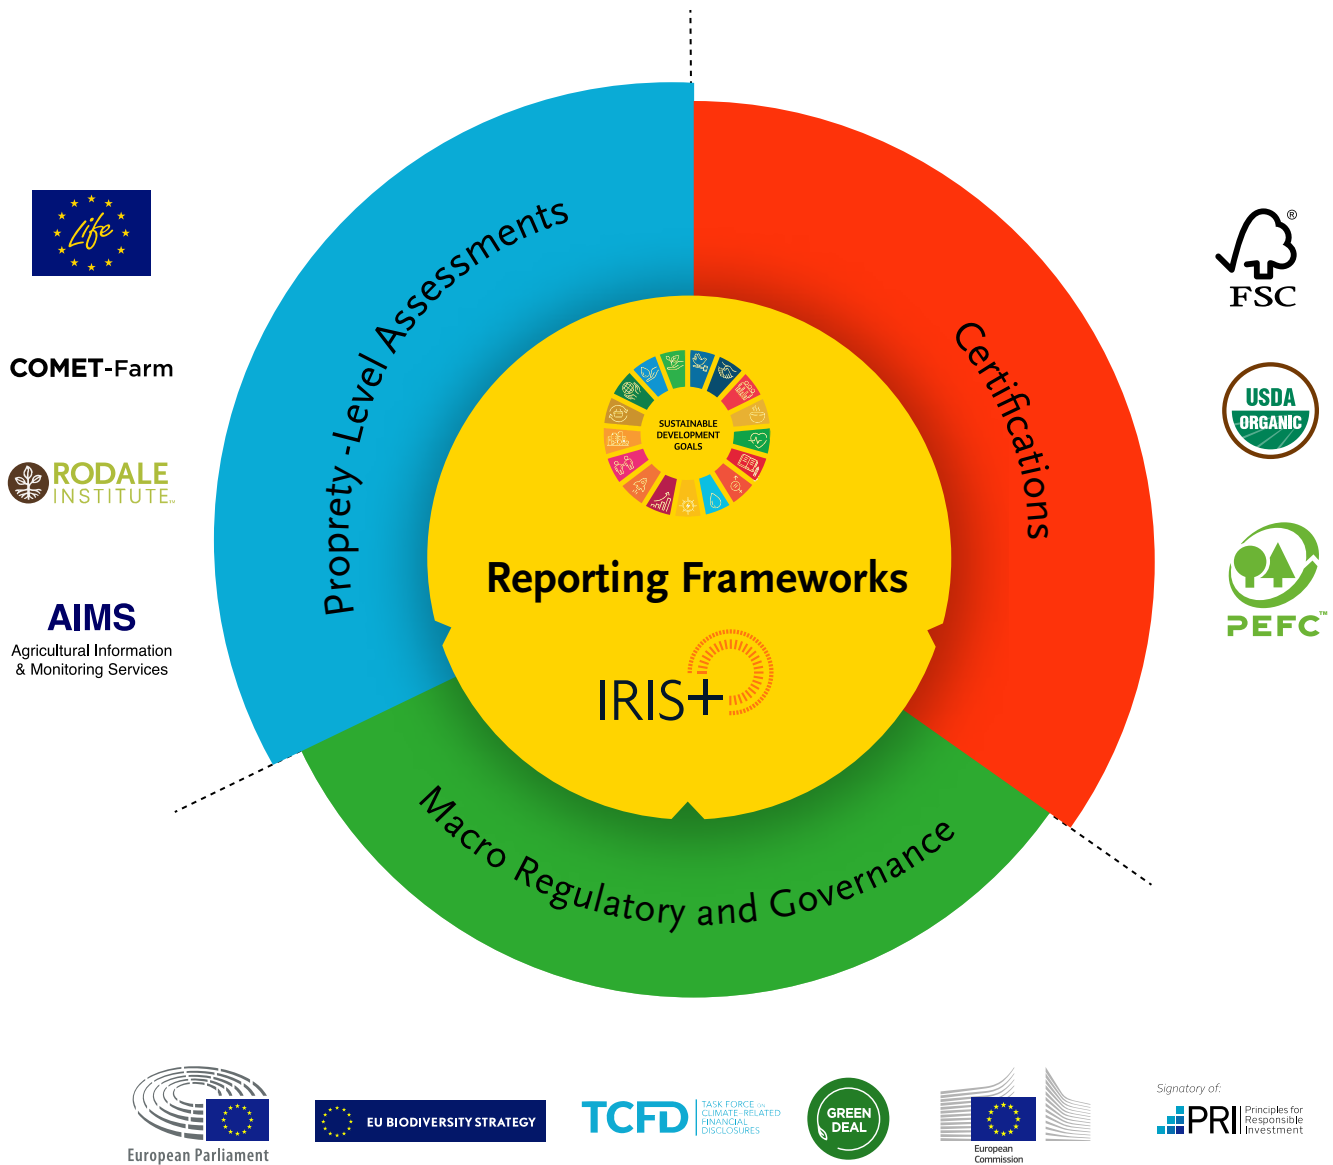 Life
COMET-Farm
RODALE
INSTITUTE™
AIMS
Agricultural Information
& Monitoring Services
Proprety -Level Assessments
Certifications
Macro Regulatory and Governance
SUSTAINABLE
DEVELOPMENT
GOALS
Reporting Frameworks
IRIS+
®
FSC
USDA
ORGANIC
PEFC™
European Parliament
EU BIODIVERSITY STRATEGY
TCFD
TASK FORCE ON
CLIMATE-RELATED
FINANCIAL
DISCLOSURES
GREEN
DEAL
European
Commission
Signatory of:
PRI
Principles for
Responsible
Investment